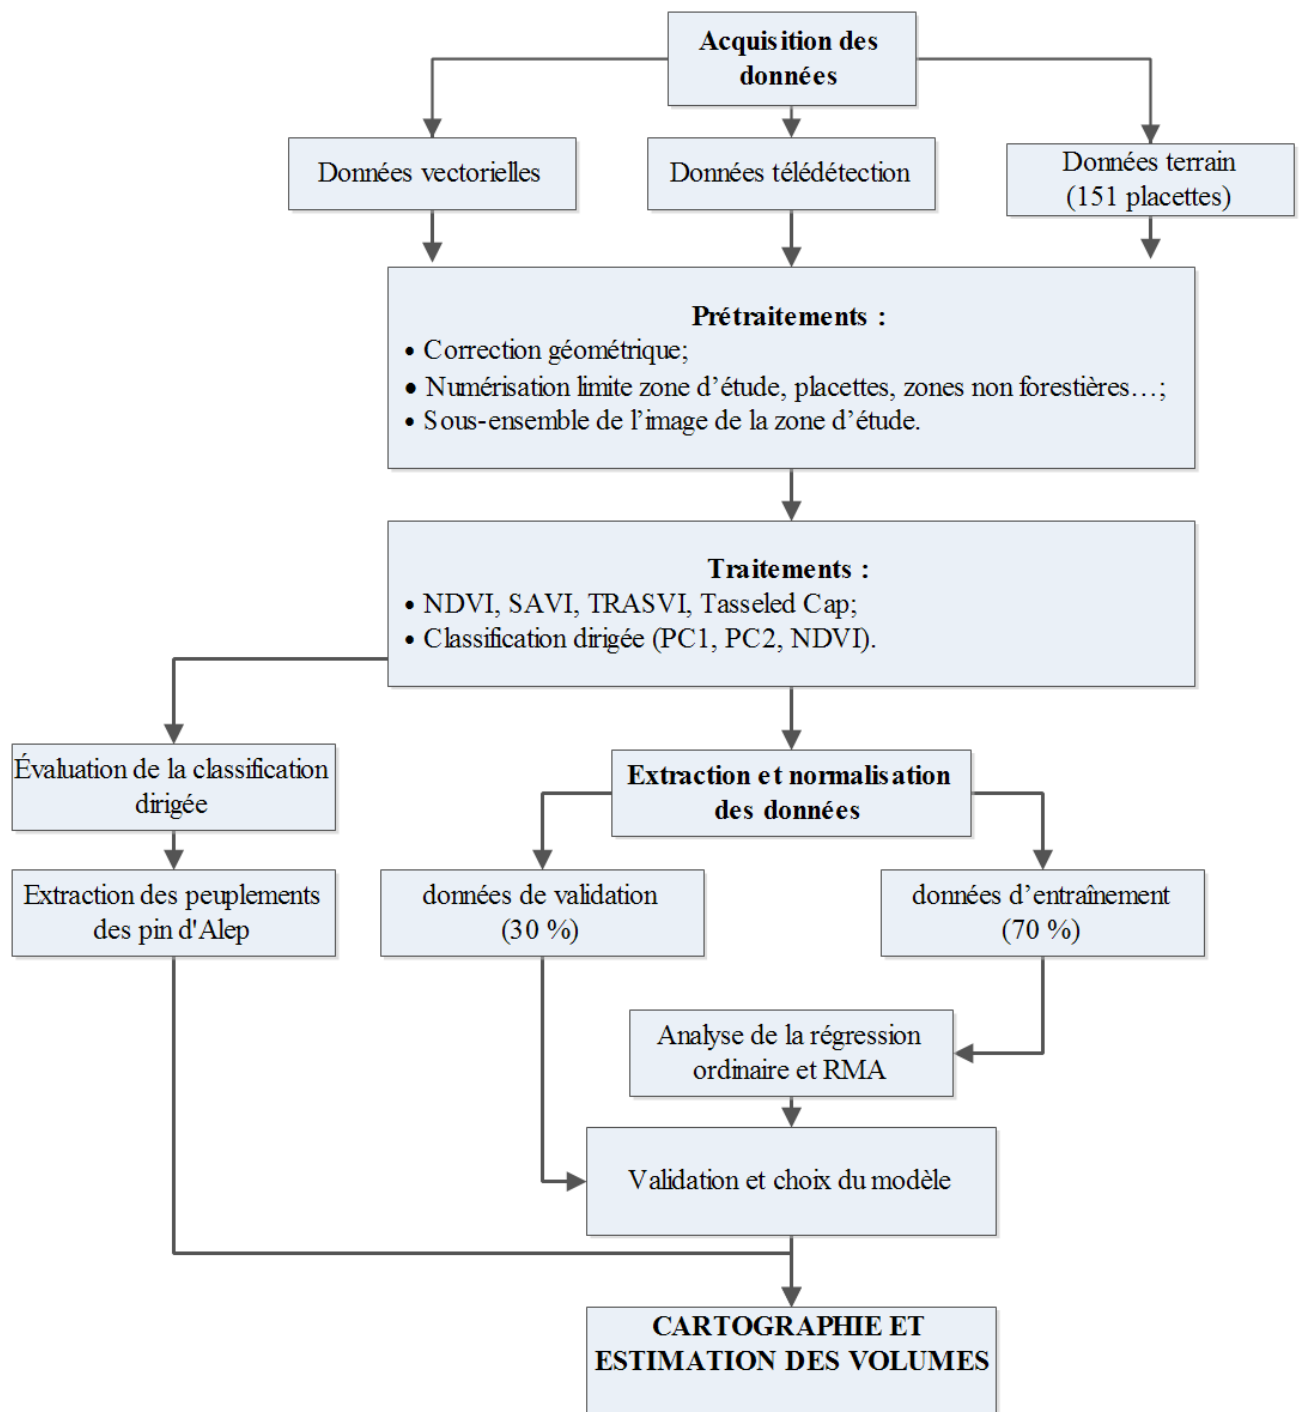 Acquisition des
données
Données vectorielles
Données télédétection
Données terrain
(151 placettes)
Prétraitements :
• Correction géométrique;
• Numérisation limite zone d’étude, placettes, zones non forestières…;
• Sous-ensemble de l’image de la zone d’étude.
Traitements :
• NDVI, SAVI, TRASVI, Tasseled Cap;
• Classification dirigée (PC1, PC2, NDVI).
Évaluation de la classification
dirigée
Extraction et normalisation
des données
Extraction des peuplements
des pin d'Alep
données de validation
(30 %)
données d’entraînement
(70 %)
Analyse de la régression
ordinaire et RMA
Validation et choix du modèle
CARTOGRAPHIE ET
ESTIMATION DES VOLUMES